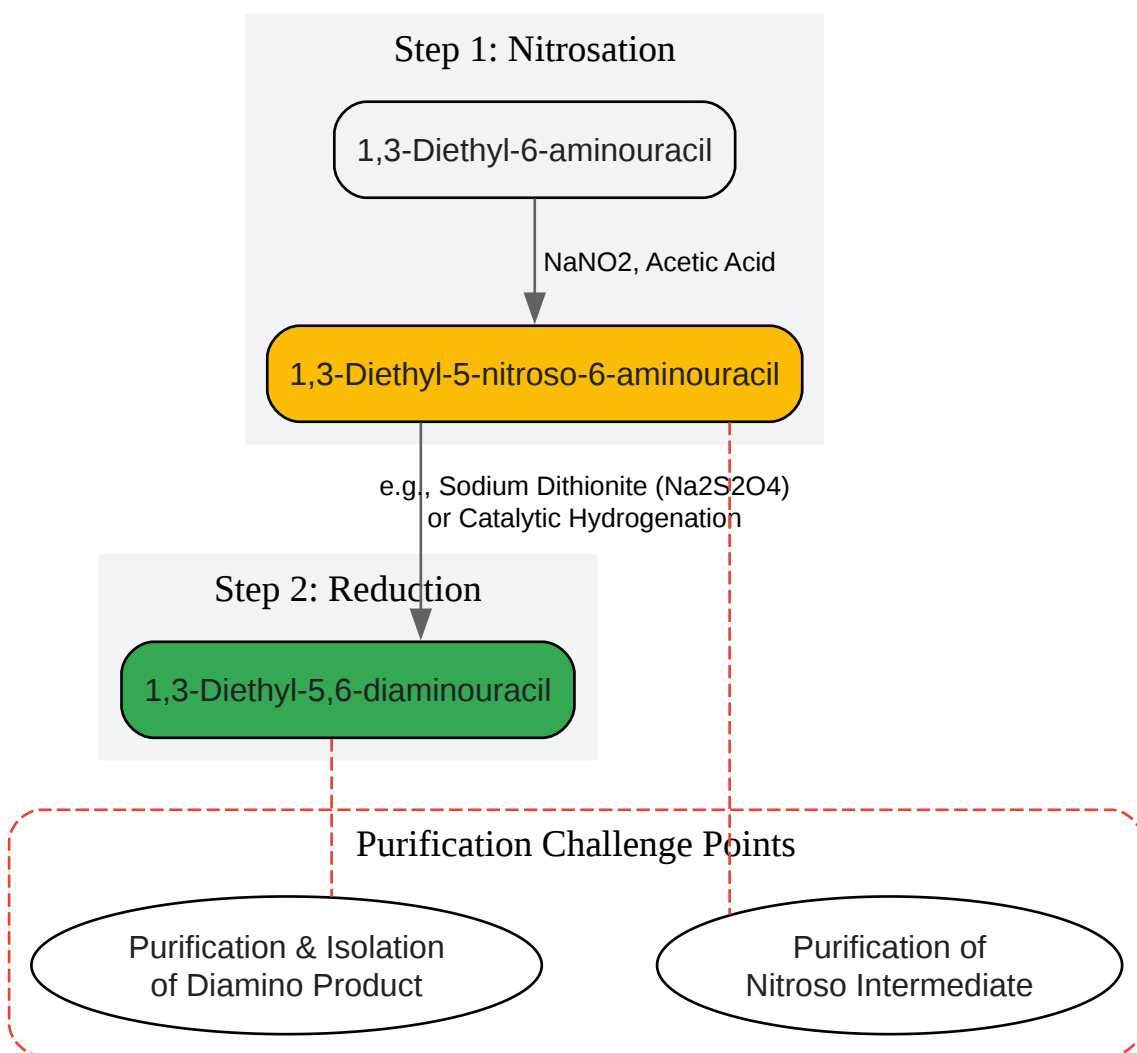 Step 1: Nitrosation
1,3-Diethyl-6-aminouracil
NaNO2, Acetic Acid
1,3-Diethyl-5-nitroso-6-aminouracil
e.g., Sodium Dithionite (Na2S2O4)
or Catalytic Hydrogenation
Step 2: Reduction
1,3-Diethyl-5,6-diaminouracil
Purification Challenge Points
Purification & Isolation
of Diamino Product
Purification of
Nitroso Intermediate